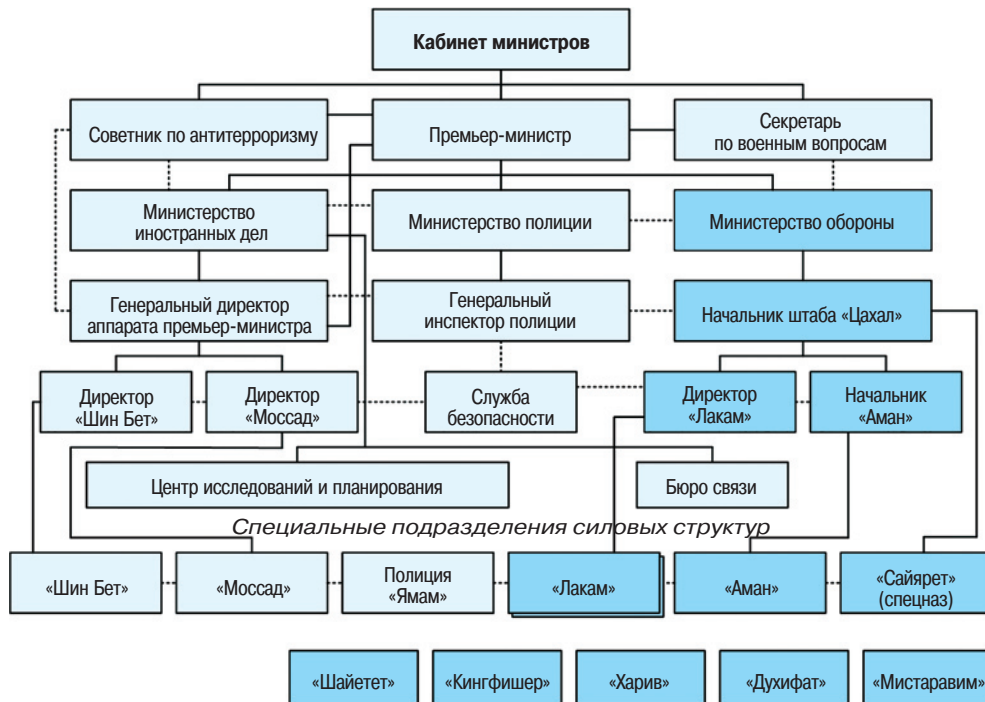 Кабинет министров
Советник по антитерроризму
Премьер-министр
Секретарь
по военным вопросам
Министерство
иностранных дел
Министерство полиции
Министерство обороны
Генеральный директор
аппарата премьер-министра
Генеральный
инспектор полиции
Начальник штаба «Цахал»
Директор
«Шин Бет»
Директор
«Моссад»
Служба
безопасности
Директор
«Лакам»
Начальник
«Аман»
Центр исследований и планирования
Бюро связи
Специальные подразделения силовых структур
«Шин Бет»
«Моссад»
Полиция
«Ямам»
«Лакам»
«Аман»
«Сайярет»
(спецназ)
«Шайетет»
«Кингфишер»
«Харив»
«Духифат»
«Мистаравим»